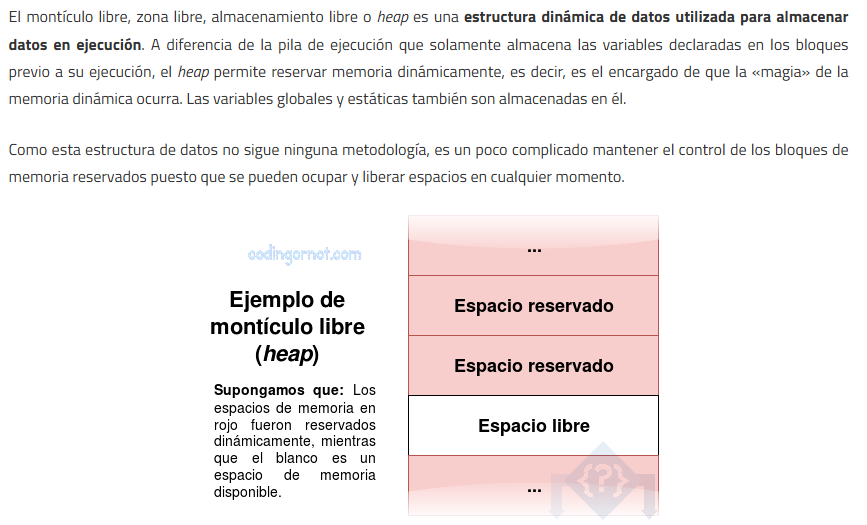 El montículo libre, zona libre, almacenamiento libre o heap es una estructura dinámica de datos utilizada para almacenar
datos en ejecución. A diferencia de la pila de ejecución que solamente almacena las variables declaradas en los bloques
previo a su ejecución, el heap permite reservar memoria dinámicamente, es decir, es el encargado de que la «magia» de la
memoria dinámica ocurra. Las variables globales y estáticas también son almacenadas en él.
Como esta estructura de datos no sigue ninguna metodología, es un poco complicado mantener el control de los bloques de
memoria reservados puesto que se pueden ocupar y liberar espacios en cualquier momento.
codingornot.com
Ejemplo de
montículo libre
(heap)
Supongamos que: Los
espacios de memoria en
rojo fueron reservados
dinámicamente, mientras
que el blanco es un
espacio de memoria
disponible.
...
Espacio reservado
Espacio reservado
Espacio libre
...
{?}